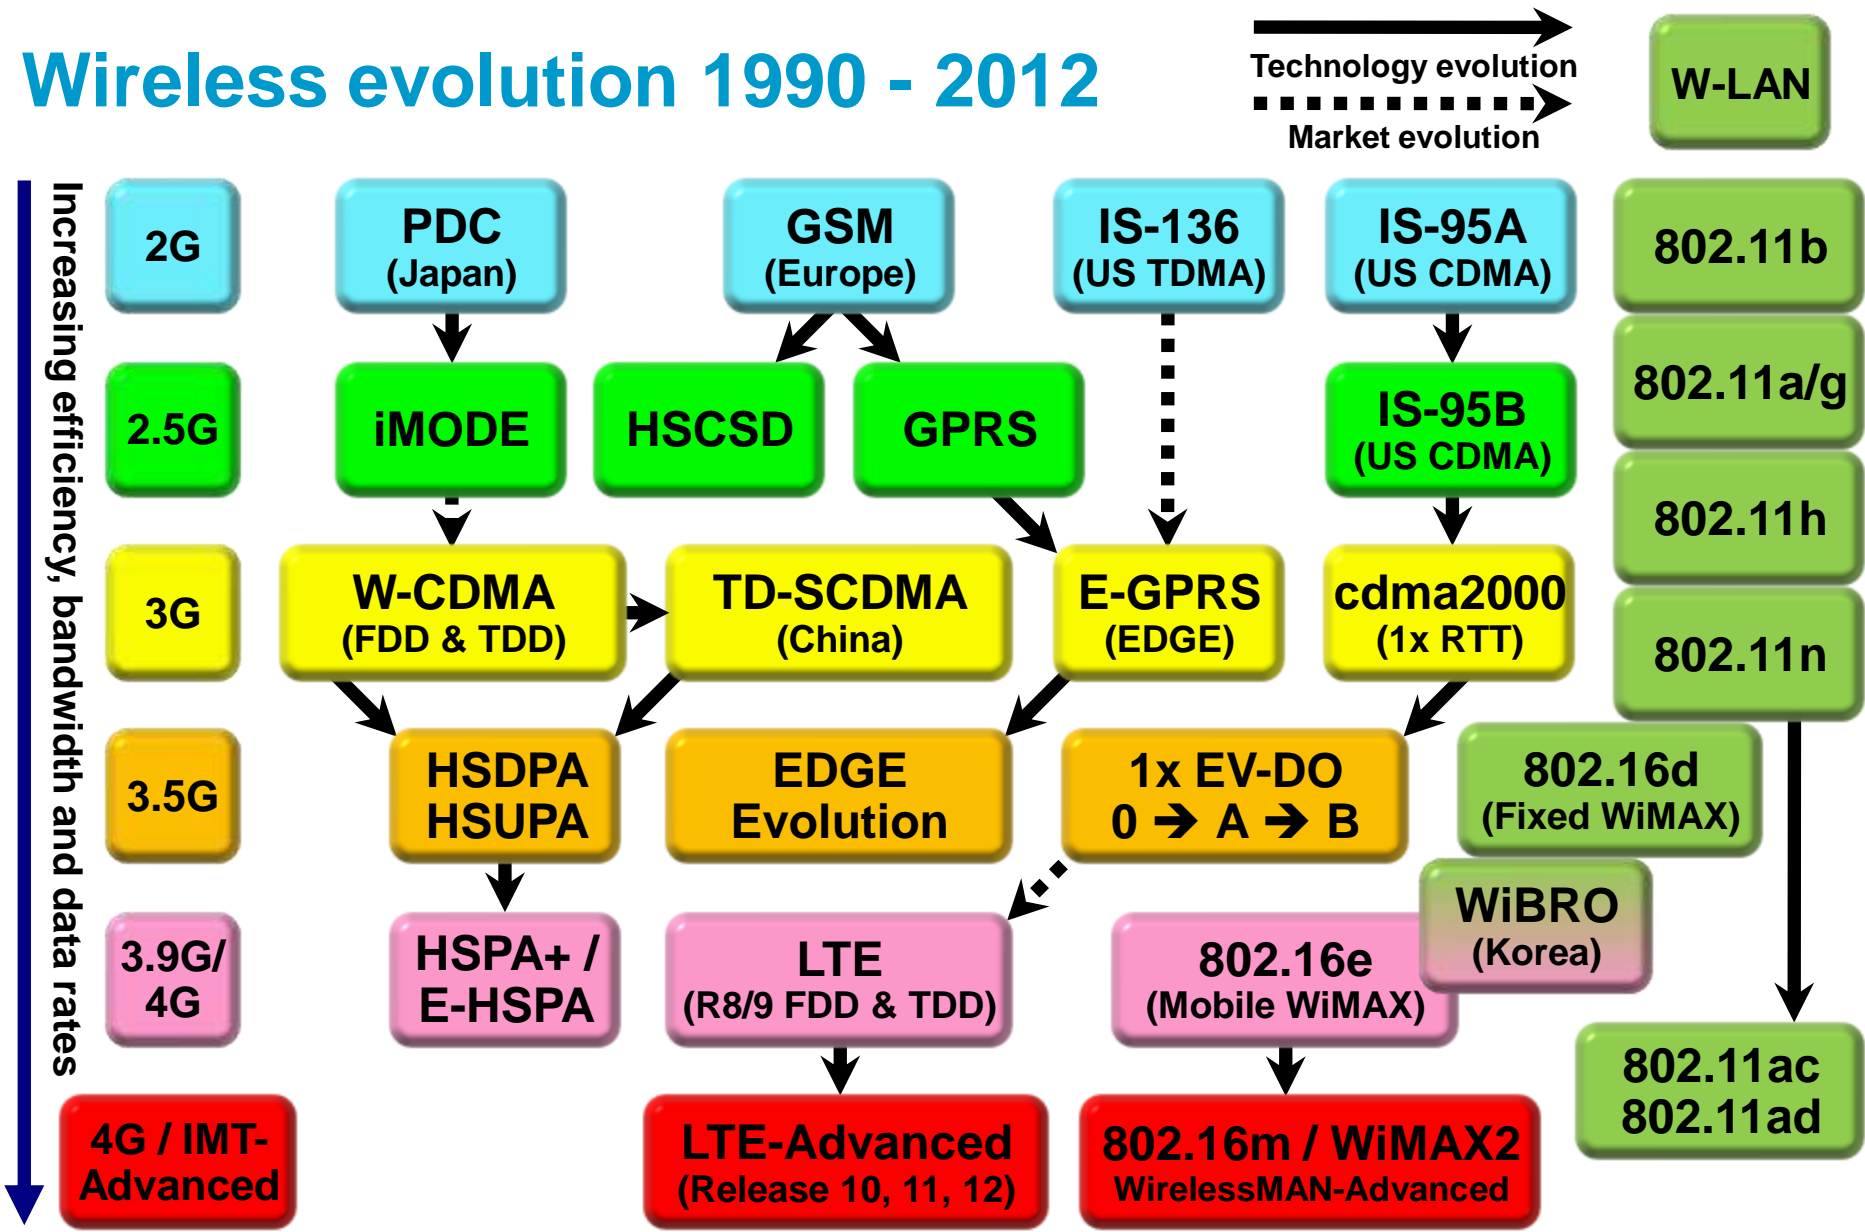 Wireless evolution 1990 - 2012
Technology evolution
Market evolution
W-LAN
Increasing efficiency, bandwidth and data rates
2G
PDC
(Japan)
GSM
(Europe)
IS-136
(US TDMA)
IS-95A
(US CDMA)
802.11b
2.5G
iMODE
HSCSD
GPRS
IS-95B
(US CDMA)
802.11a/g
802.11h
3G
W-CDMA
(FDD & TDD)
TD-SCDMA
(China)
E-GPRS
(EDGE)
cdma2000
(1x RTT)
802.11n
3.5G
HSDPA
HSUPA
EDGE
Evolution
1x EV-DO
0 ➔ A ➔ B
802.16d
(Fixed WiMAX)
3.9G/
4G
HSPA+ /
E-HSPA
LTE
(R8/9 FDD & TDD)
802.16e
(Mobile WiMAX)
WiBRO
(Korea)
802.11ac
802.11ad
4G / IMT-
Advanced
LTE-Advanced
(Release 10, 11, 12)
802.16m / WiMAX2
WirelessMAN-Advanced